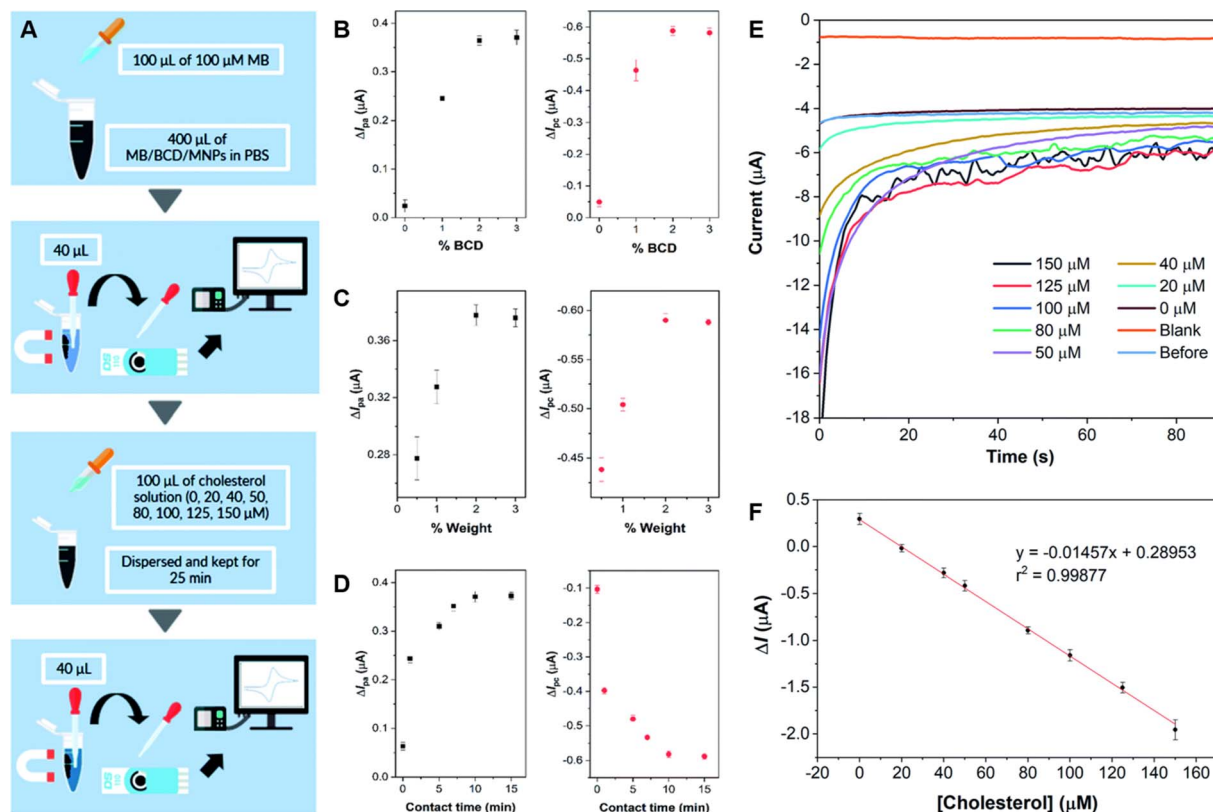 A
100 µL of 100 µM MB
400 µL of
MB/BCD/MNPs in PBS
40 µL
100 µL of cholesterol
solution (0, 20, 40, 50,
80, 100, 125, 150 µM)
Dispersed and kept for
25 min
40 µL
B
ΔIpa (µA)
0.4
0.3
0.2
0.1
0.0
0
1
2
3
% BCD
ΔIpc (µA)
-0.6
-0.5
-0.4
-0.3
-0.2
-0.1
-0.0
0
1
2
3
% BCD
C
ΔIpa (µA)
0.36
0.32
0.28
0
1
2
3
% Weight
ΔIpc (µA)
-0.60
-0.55
-0.50
-0.45
0
1
2
3
% Weight
D
ΔIpa (µA)
0.4
0.3
0.2
0.1
0.0
0
5
10
15
Contact time (min)
ΔIpc (µA)
-0.1
-0.2
-0.3
-0.4
-0.5
-0.6
0
5
10
15
Contact time (min)
E
Current (µA)
0
-2
-4
-6
-8
-10
-12
-14
-16
-18
0
20
40
60
80
Time (s)
150 µM
125 µM
100 µM
80 µM
50 µM
40 µM
20 µM
0 µM
Blank
Before
F
ΔI (µA)
0.5
0.0
-0.5
-1.0
-1.5
-2.0
y = -0.01457x + 0.28953
r² = 0.99877
-20
0
20
40
60
80
100
120
140
160
[Cholesterol] (µM)